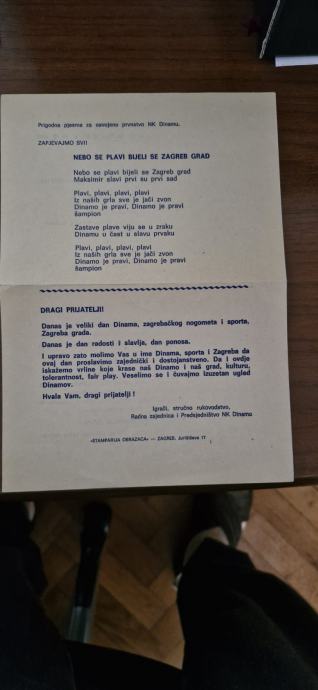 Prigodna pjesma za osvojeno prvenstvo NK Dinamu.
ZAPJEVAJMO SVI!
NEBO SE PLAVI BIJELI SE ZAGREB GRAD
Nebo se plavi bijeli se Zagreb grad
Maksimir slavi prvi su prvi sad
Plavi, plavi, plavi, plavi
Iz naših grla sve je jači zvon
Dinamo je pravi, Dinamo je pravi
šampion
Zastave plave viju se u zraku
Dinamu u čast u slavu prvaku
Plavi, plavi, plavi, plavi
Iz naših grla sve je jači zvon
Dinamo je pravi, Dinamo je pravi
šampion
DRAGI PRIJATELJI!
Danas je veliki dan Dinama, zagrebačkog nogometa i sporta,
Zagreba grada.
Danas je dan radosti i slavlja, dan ponosa.
I upravo zato molimo Vas u ime Dinama, sporta i Zagreba da
ovaj dan proslavimo zajednički i dostojanstveno. Da i ovdje
iskažemo vrline koje krase naš Dinamo i naš grad, kulturu,
tolerantnost, fair play. Veselimo se i čuvajmo izuzetan ugled
Dinamov.
Hvala Vam, dragi prijatelji!
Igrači, stručno rukovodstvo,
Radna zajednica i Predsjedništvo NK Dinamo
«ŠTAMPARIJA OBRAZACA» — ZAGREB, Jurišićeva 17